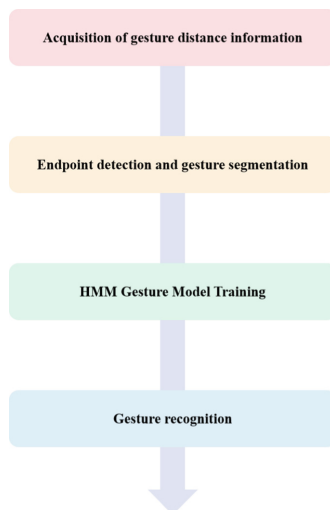 Acquisition of gesture distance information
Endpoint detection and gesture segmentation
HMM Gesture Model Training
Gesture recognition